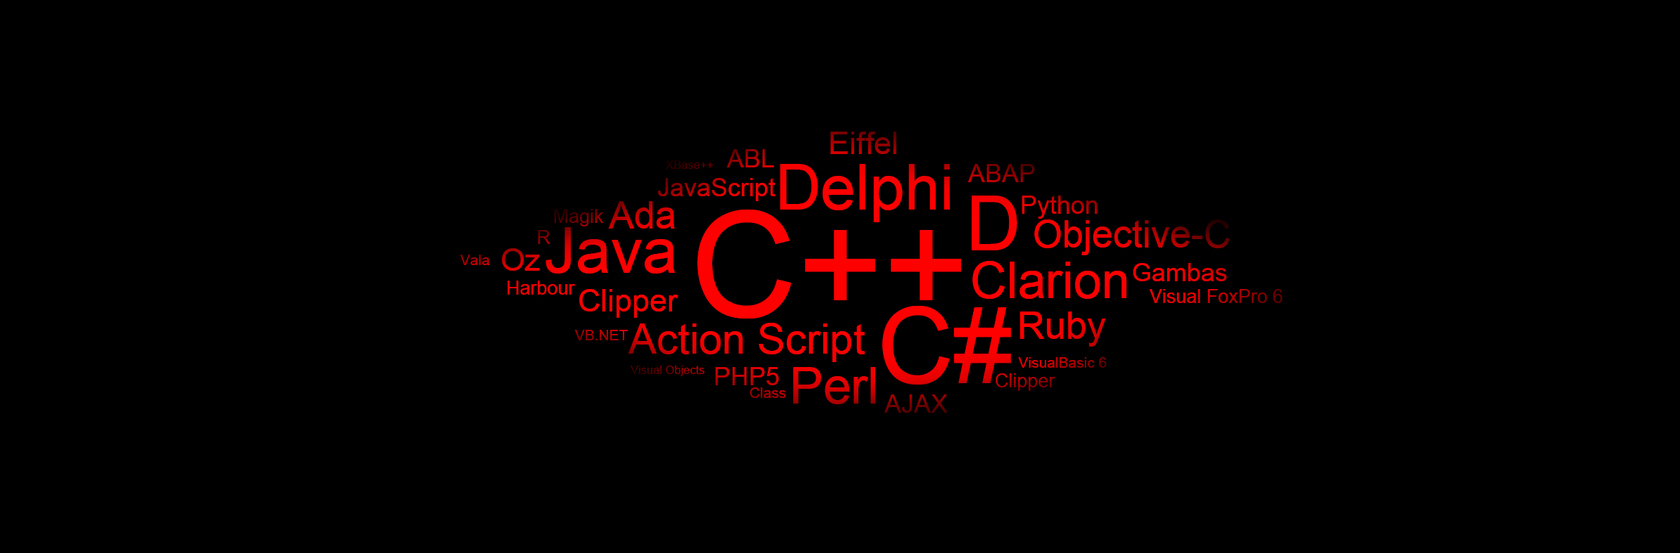 Eiffel
XBase++
ABL
JavaScript
Delphi
ABAP
Magik
Ada
D
Python
R
Java
C++
Objective-C
Vala
Oz
Clarion
Gambas
Harbour
Clipper
Visual FoxPro 6
VB.NET
Action Script
C#
Ruby
VisualBasic 6
Visual Objects
PHP5
Perl
Clipper
Class
AJAX